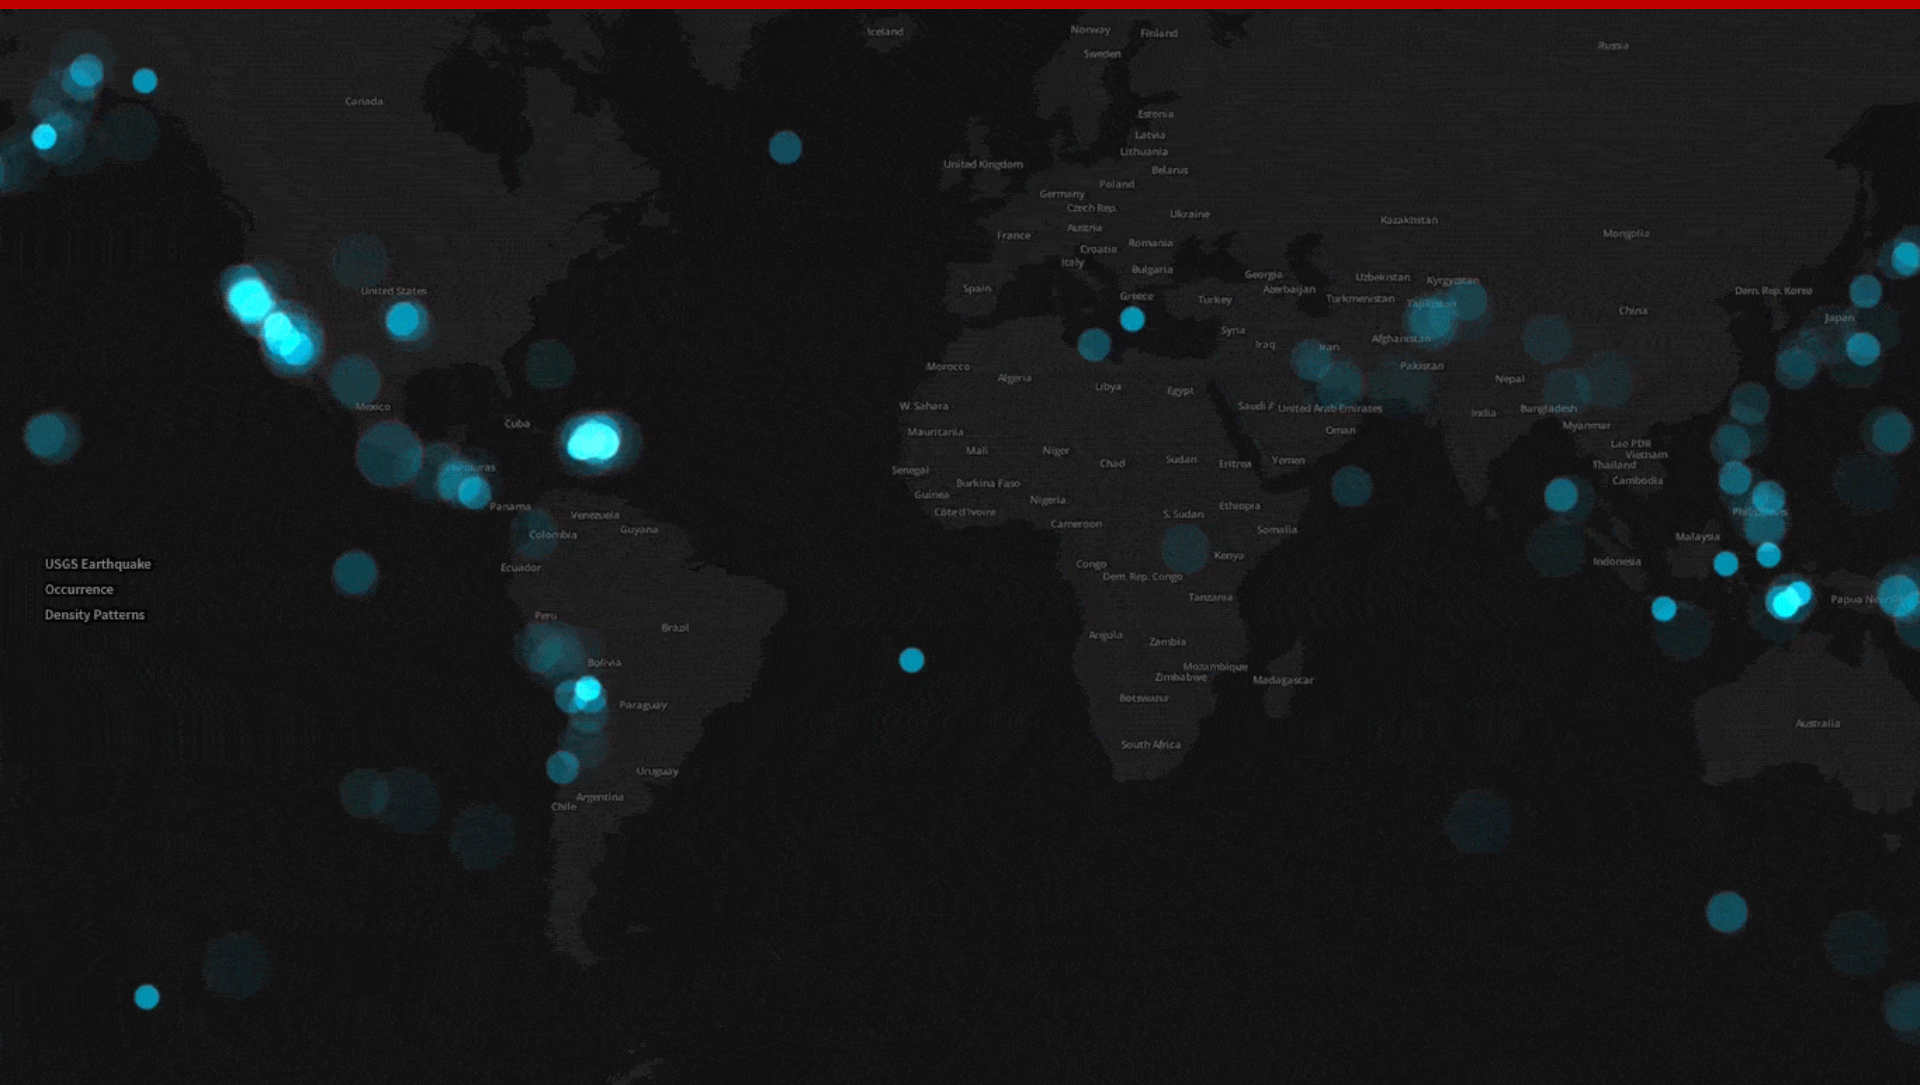 Iceland
Norway
Finland
Russia
Sweden
Canada
Estonia
Latvia
Lithuania
United Kingdom
Belarus
Poland
Germany
Czech Rep.
Ukraine
Kazakhstan
Austria
France
Mongolia
Romania
Croatia
Italy
Bulgaria
Georgia
Uzbekistan
Kyrgyzstan
Spain
Azerbaijan
United States
Dem. Rep. Korea
Greece
Turkey
Turkmenistan
Tajikistan
China
Japan
Syria
Afghanistan
Iraq
Iran
Morocco
Pakistan
Algeria
Nepal
Libya
Egypt
Mexico
W. Sahara
Saudi
United Arab Emirates
India
Bangladesh
Cuba
Myanmar
Mauritania
Oman
Lao PDR
Mali
Niger
Vietnam
Chad
Sudan
Eritrea
Yemen
Thailand
Honduras
Senegal
Cambodia
Burkina Faso
Guinea
Nigeria
Panama
Ethiopia
Venezuela
Côte d'Ivoire
S. Sudan
Philippines
Cameroon
Guyana
Somalia
Colombia
Malaysia
Kenya
Indonesia
USGS Earthquake
Occurrence
Density Patterns
Congo
Ecuador
Dem. Rep. Congo
Tanzania
Papua New
Peru
Brazil
Angola
Zambia
Bolivia
Mozambique
Zimbabwe
Madagascar
Botswana
Paraguay
Australia
South Africa
Uruguay
Argentina
Chile